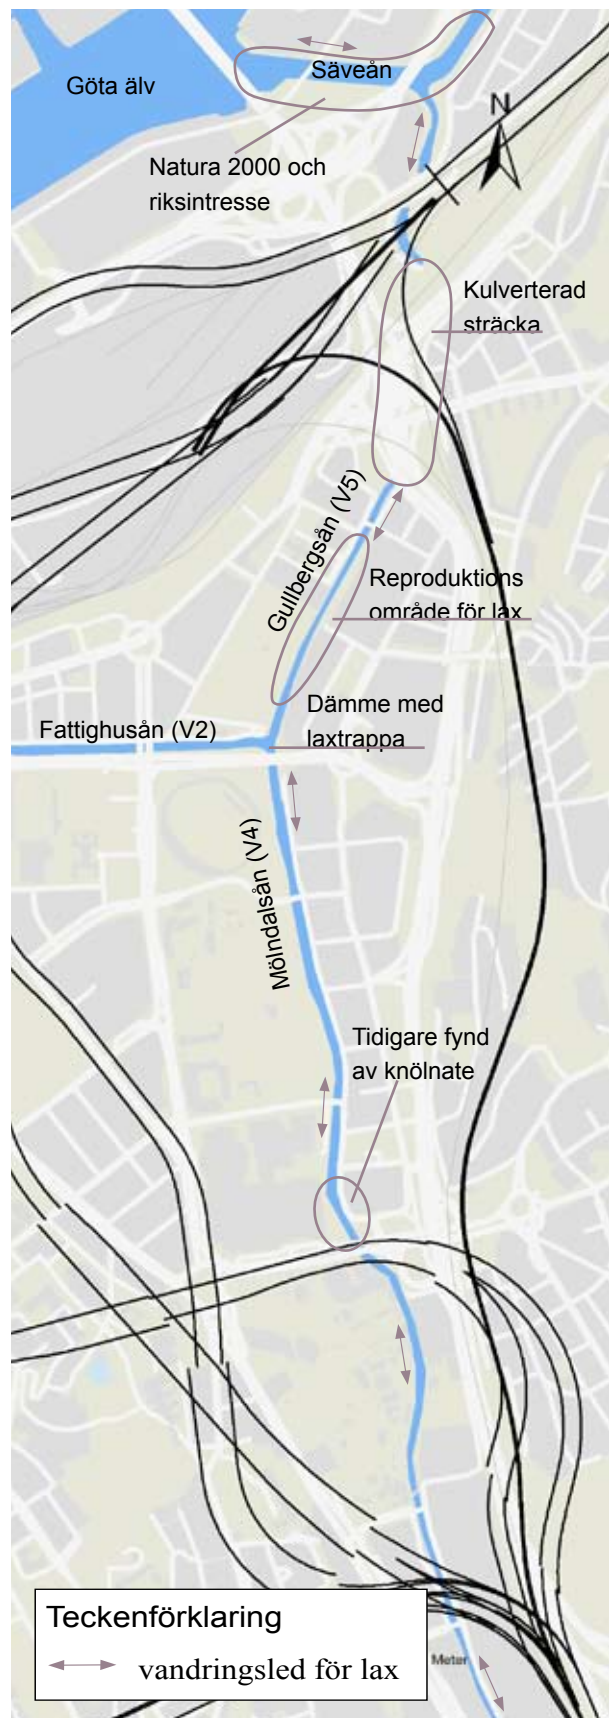 Göta älv
Säveån
N
Natura 2000 och
riksintresse
Kulverterad
sträcka
Gullbergsån (V5)
Reproduktions
område för lax
Dämme med
laxtrappa
Fattighusån (V2)
Mölndalsån (V4)
Tidigare fynd
av knölnate
Teckenförklaring
vandringsled för lax
Meter